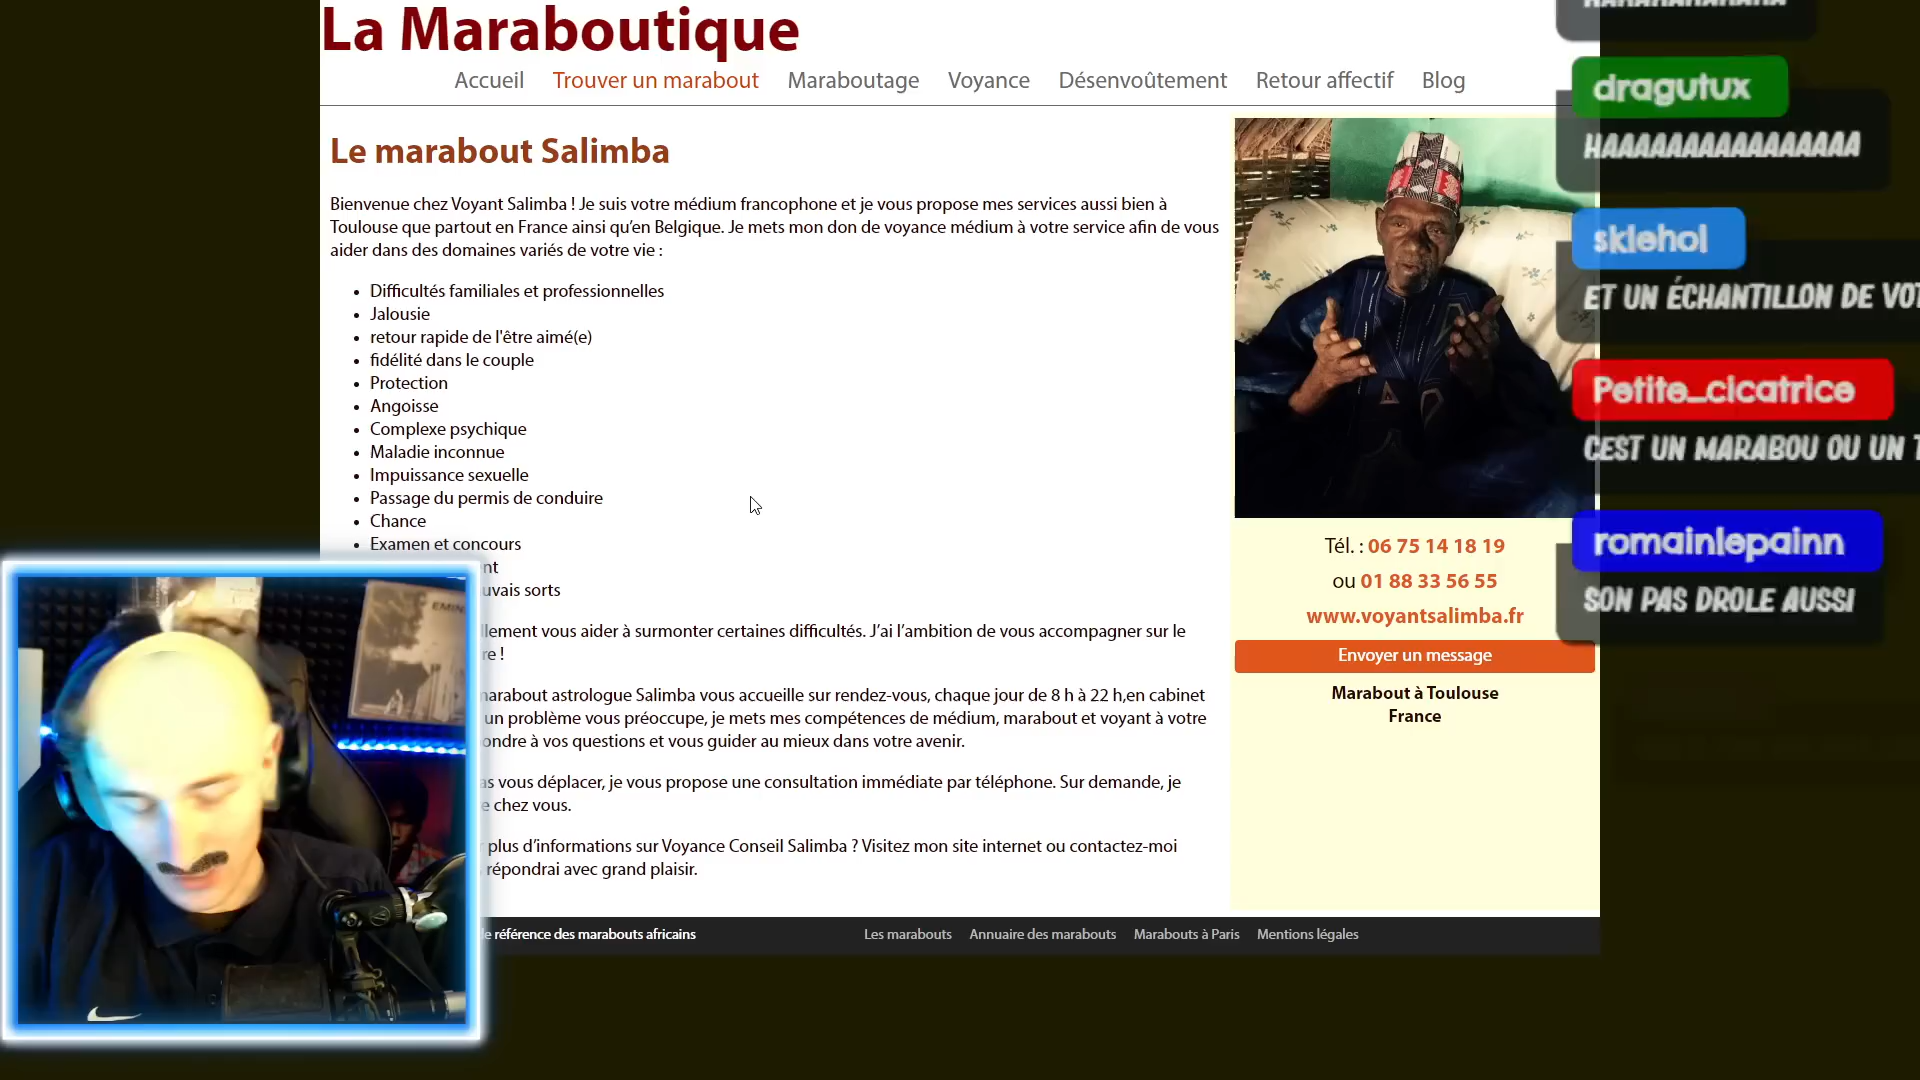 La Maraboutique
Accueil Trouver un marabout Maraboutage Voyance Désenvoûtement Retour affectif Blog
Le marabout Salimba
Bienvenue chez Voyant Salimba ! Je suis votre médium francophone et je vous propose mes services aussi bien à
Toulouse que partout en France ainsi qu’en Belgique. Je mets mon don de voyance médium à votre service afin de vous
aider dans des domaines variés de votre vie :
Difficultés familiales et professionnelles
Jalousie
retour rapide de l'être aimé(e)
fidélité dans le couple
Protection
Angoisse
Complexe psychique
Maladie inconnue
Impuissance sexuelle
Passage du permis de conduire
Chance
Examen et concours
nt
uvais sorts
llement vous aider à surmonter certaines difficultés. J’ai l’ambition de vous accompagner sur le
re !
marabout astrologue Salimba vous accueille sur rendez-vous, chaque jour de 8 h à 22 h,en cabinet
un problème vous préoccupe, je mets mes compétences de médium, marabout et voyant à votre
ondre à vos questions et vous guider au mieux dans votre avenir.
as vous déplacer, je vous propose une consultation immédiate par téléphone. Sur demande, je
e chez vous.
plus d’informations sur Voyance Conseil Salimba ? Visitez mon site internet ou contactez-moi
répondrai avec grand plaisir.
Tél. : 06 75 14 18 19
ou 01 88 33 56 55
www.voyantsalimba.fr
Envoyer un message
Marabout à Toulouse
France
référence des marabouts africains
Les marabouts Annuaire des marabouts Marabouts à Paris Mentions légales
dragutux
HAAAAAAAAAAAAAAAA
sklehol
ET UN ÉCHANTILLON DE VOT
Petite_cicatrice
CEST UN MARABOU OU UN T
romainlepainn
SON PAS DROLE AUSSI
EMINE